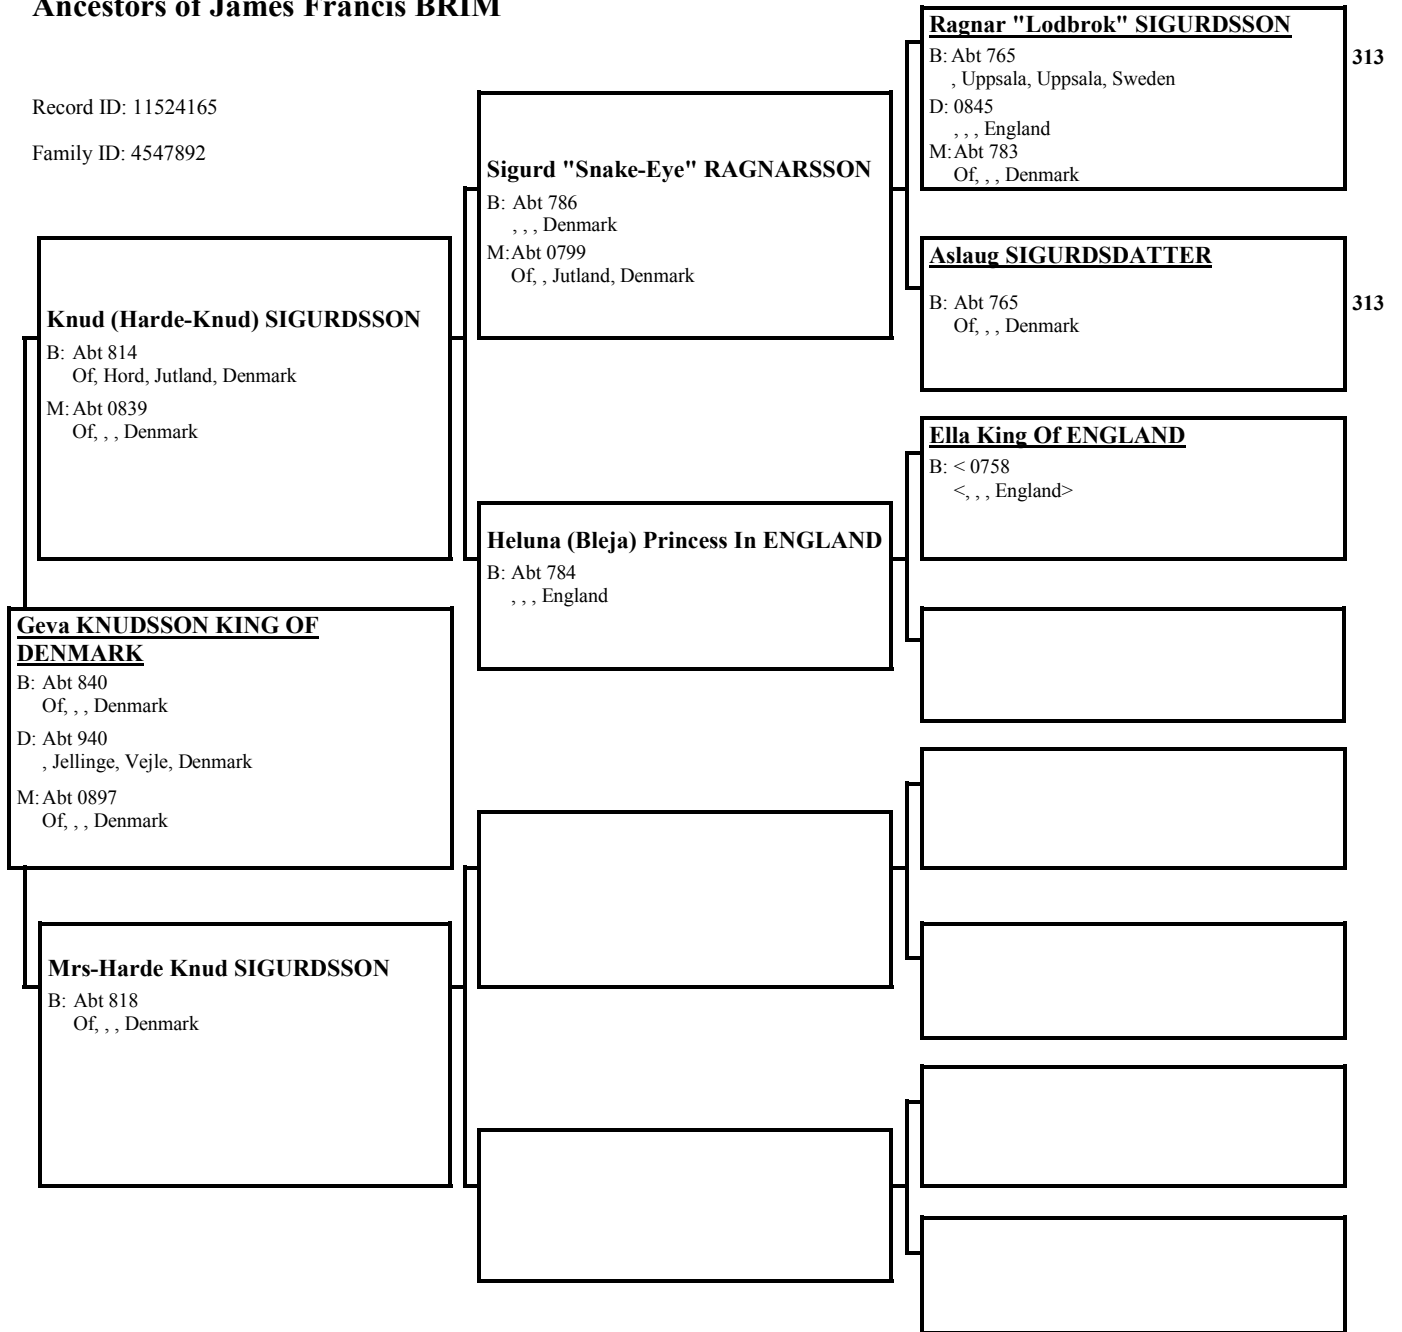 Ancestors of James Francis BRIM
Record ID: 11524165
Family ID: 4547892
Ragnar "Lodbrok" SIGURDSSON
B: Abt 765
, Uppsala, Uppsala, Sweden
D: 0845
, , , England
M: Abt 783
Of, , , Denmark
313
Sigurd "Snake-Eye" RAGNARSSON
B: Abt 786
, , , Denmark
M: Abt 0799
Of, , Jutland, Denmark
Aslaug SIGURDSDATTER
B: Abt 765
Of, , , Denmark
313
Knud (Harde-Knud) SIGURDSSON
B: Abt 814
Of, Hord, Jutland, Denmark
M: Abt 0839
Of, , , Denmark
Ella King Of ENGLAND
B: < 0758
<, , , England>
Heluna (Bleja) Princess In ENGLAND
B: Abt 784
, , , England
Geva KNUDSSON KING OF
DENMARK
B: Abt 840
Of, , , Denmark
D: Abt 940
, Jellinge, Vejle, Denmark
M: Abt 0897
Of, , , Denmark
Mrs-Harde Knud SIGURDSSON
B: Abt 818
Of, , , Denmark